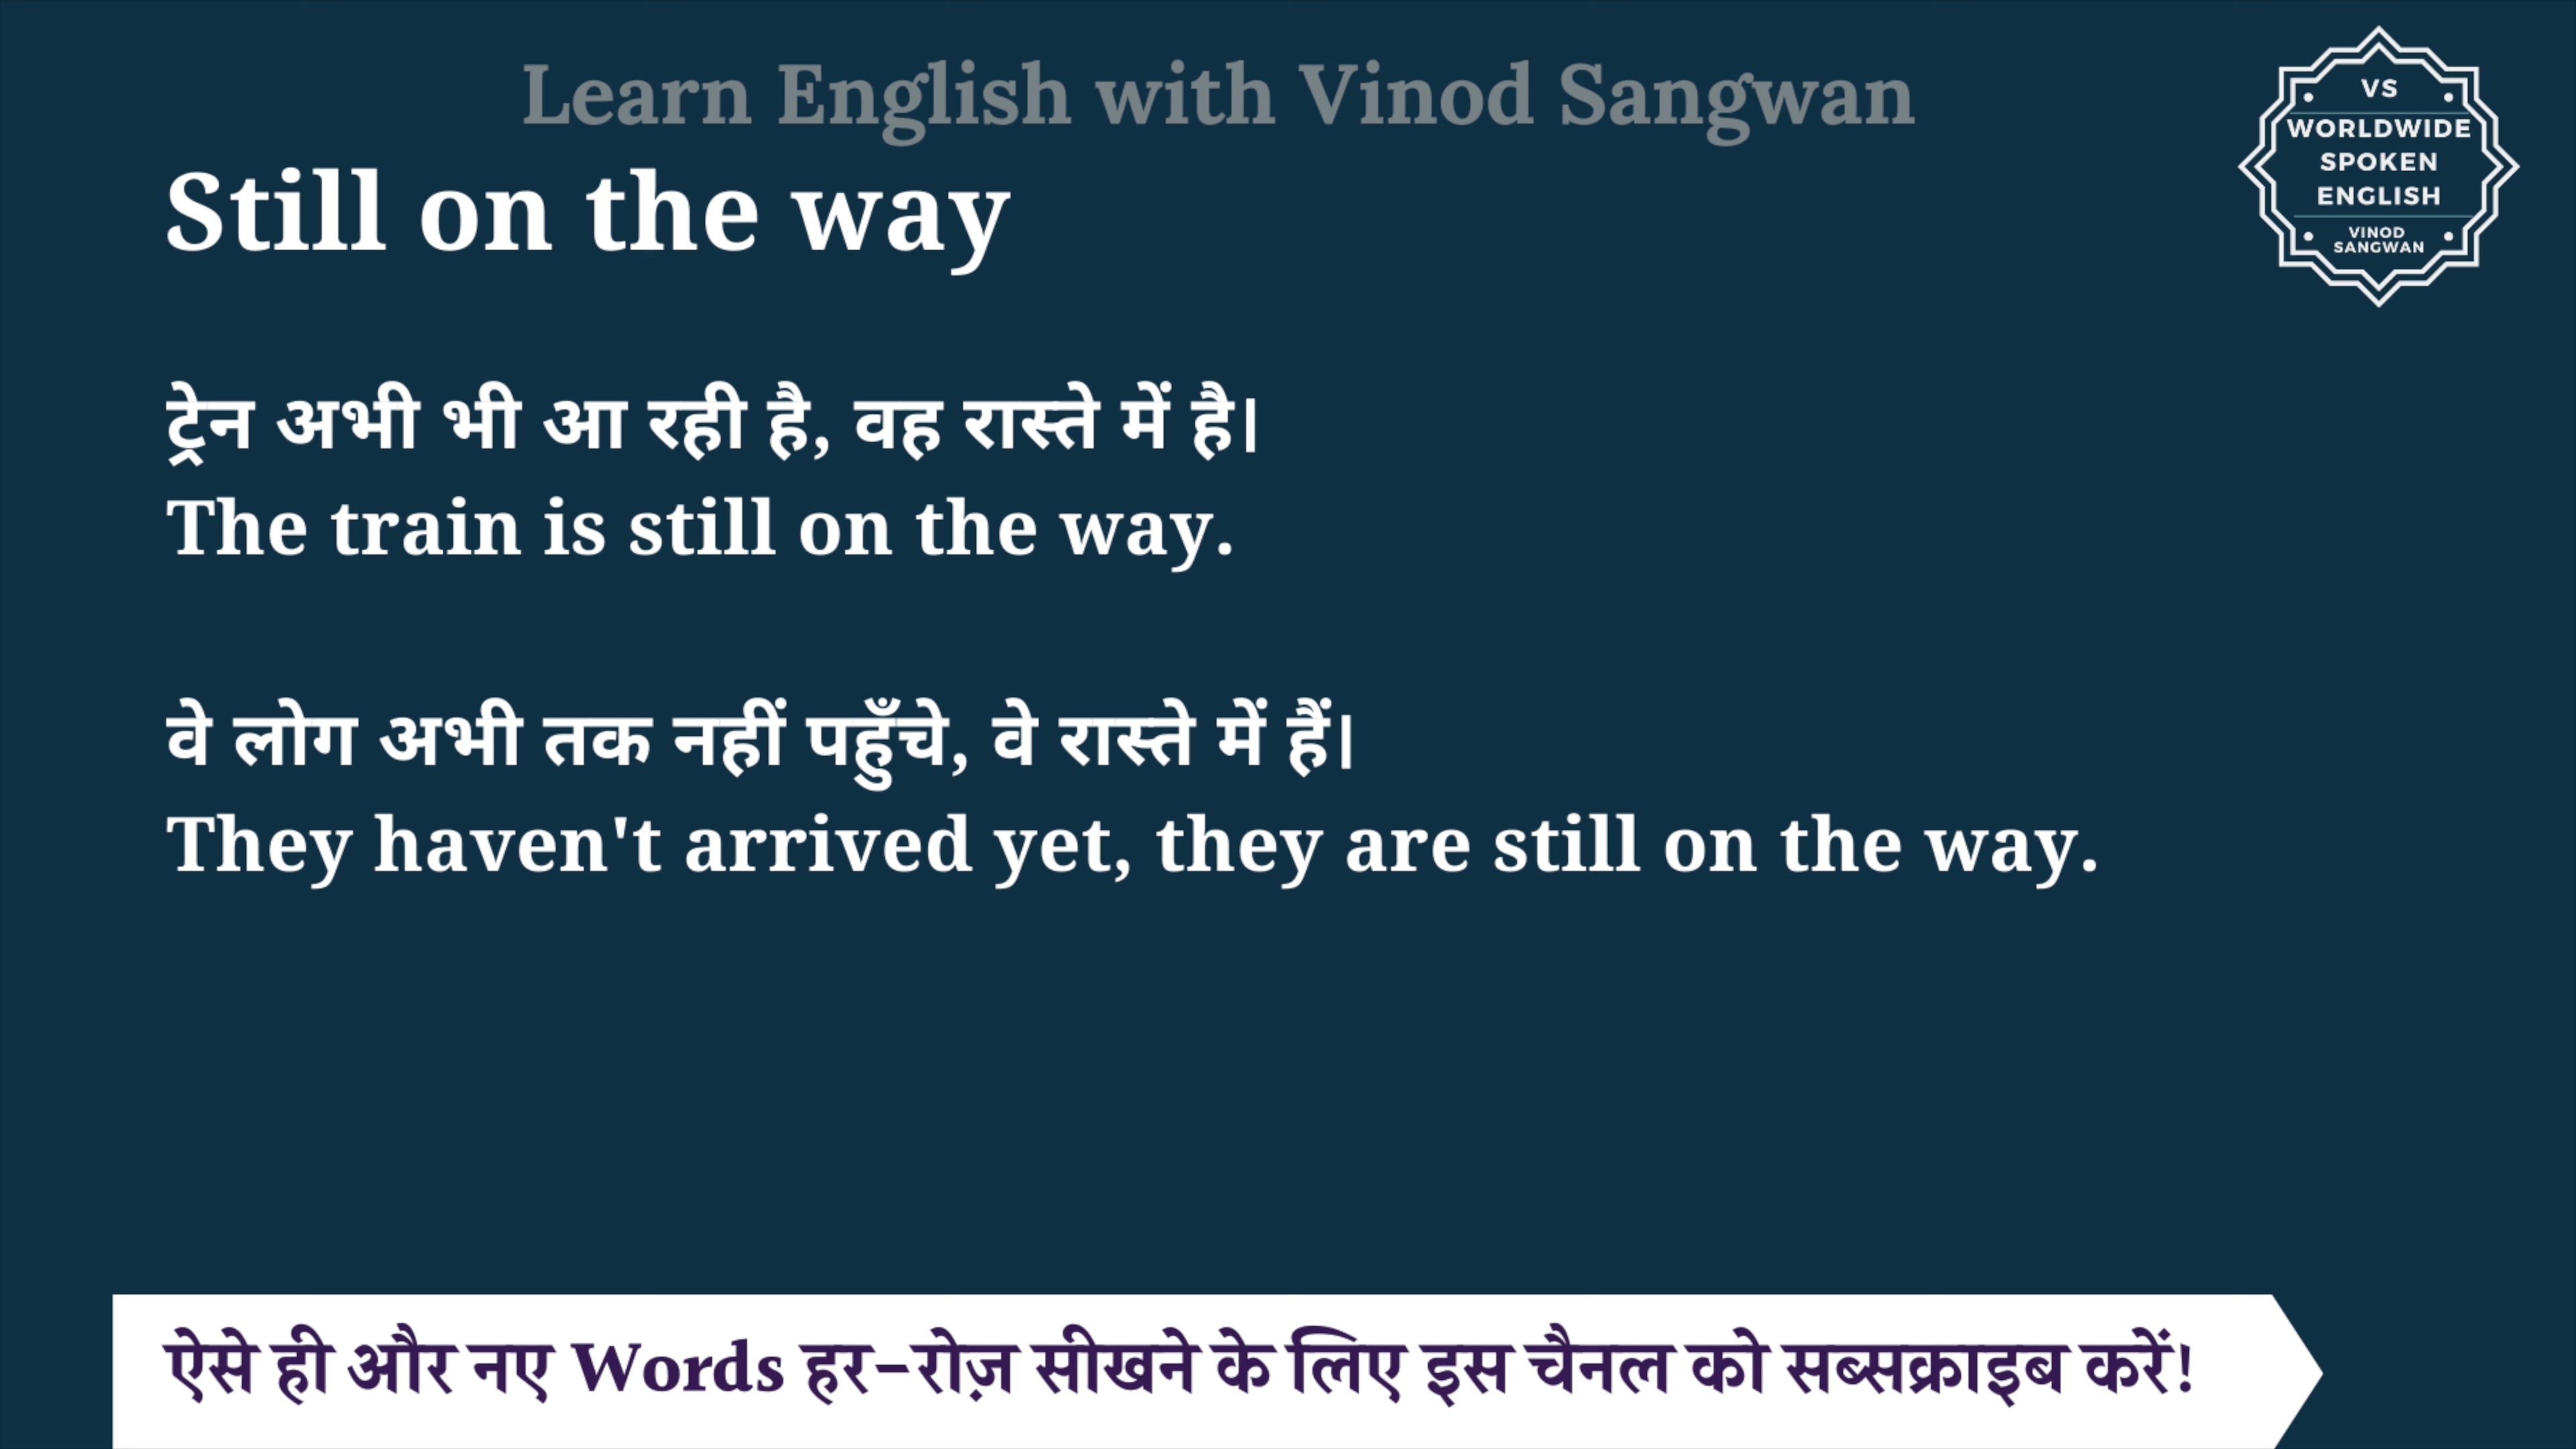 Learn English with Vinod Sangwan
VS
WORLDWIDE
SPOKEN
ENGLISH
VINOD
SANGWAN
Still on the way
ट्रेन अभी भी आ रही है, वह रास्ते में है।
The train is still on the way.
वे लोग अभी तक नहीं पहुँचे, वे रास्ते में हैं।
They haven't arrived yet, they are still on the way.
ऐसे ही और नए Words हर-रोज़ सीखने के लिए इस चैनल को सब्सक्राइब करें!